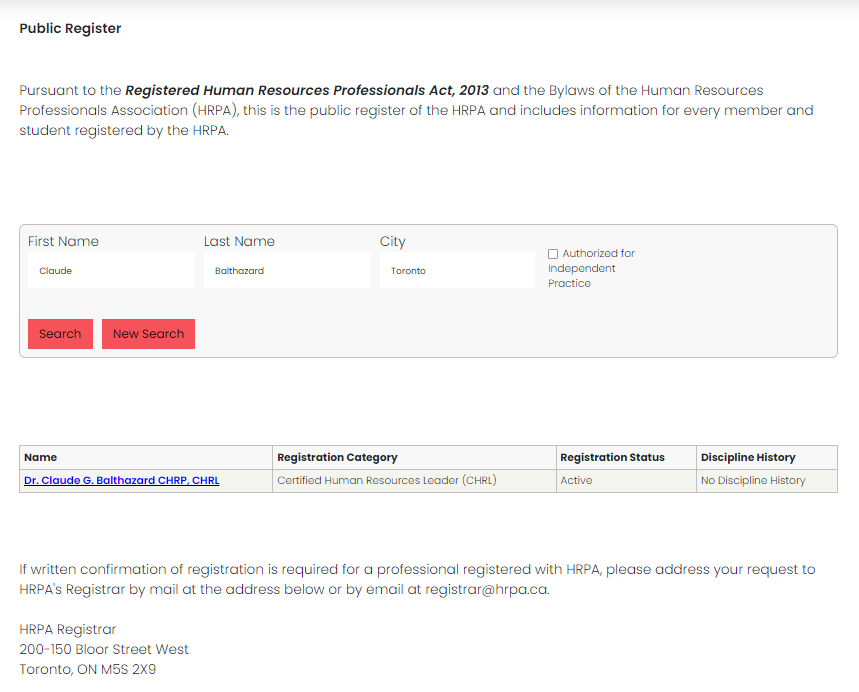 Public Register
Pursuant to the Registered Human Resources Professionals Act, 2013 and the Bylaws of the Human Resources
Professionals Association (HRPA), this is the public register of the HRPA and includes information for every member and
student registered by the HRPA.
First Name Last Name City
Claude Balthazard Toronto
Authorized for
Independent
Practice
Search New Search
Name Registration Category Registration Status Discipline History
Dr. Claude G. Balthazard CHRP, CHRL Certified Human Resources Leader (CHRL) Active No Discipline History
If written confirmation of registration is required for a professional registered with HRPA, please address your request to
HRPA's Registrar by mail at the address below or by email at registrar@hrpa.ca.
HRPA Registrar
200-150 Bloor Street West
Toronto, ON M5S 2X9